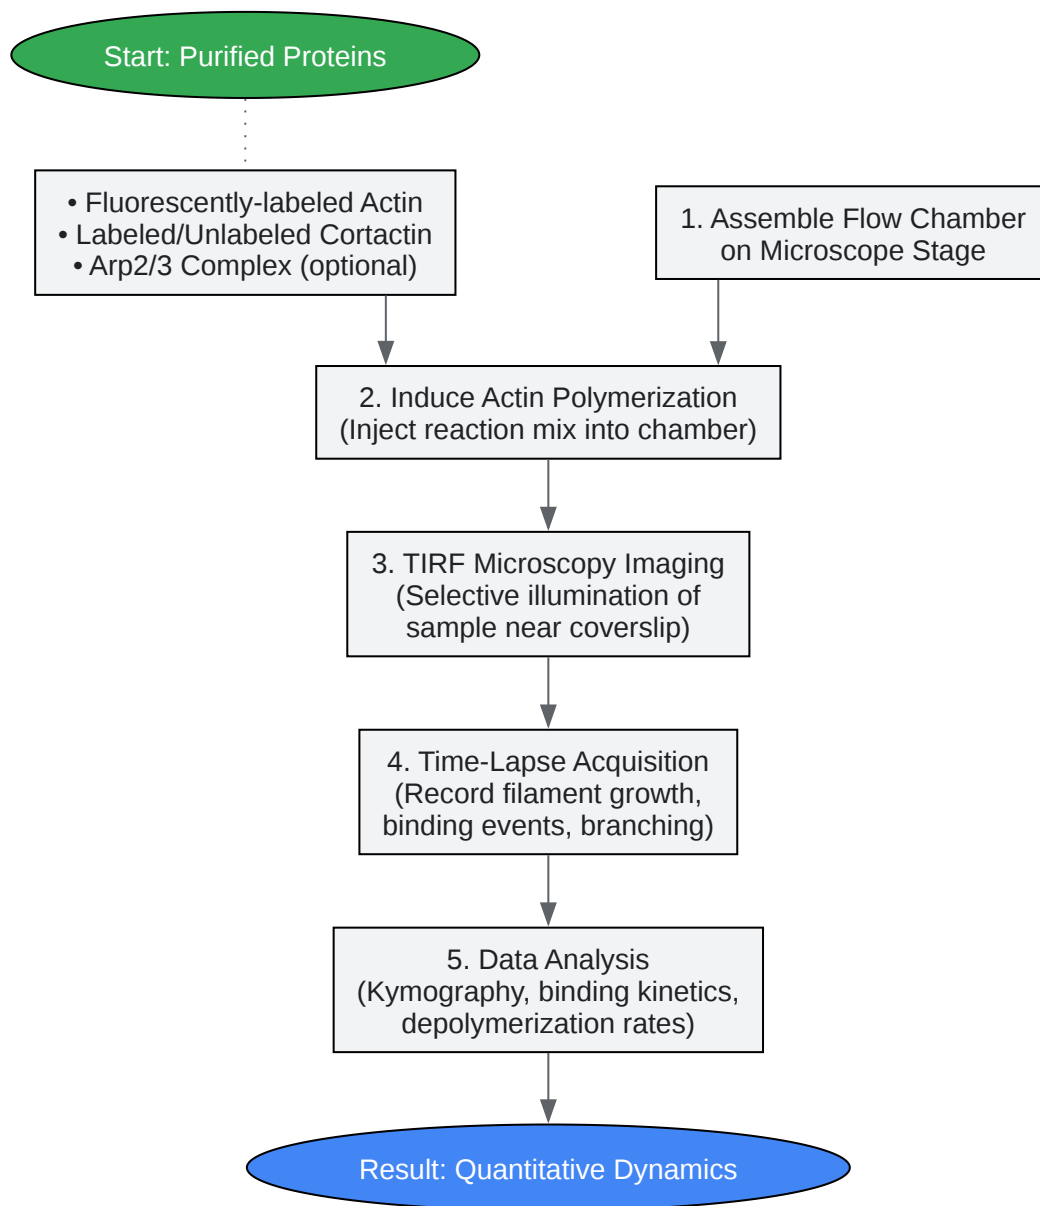 Start: Purified Proteins
• Fluorescently-labeled Actin
• Labeled/Unlabeled Cortactin
• Arp2/3 Complex (optional)
1. Assemble Flow Chamber
on Microscope Stage
2. Induce Actin Polymerization
(Inject reaction mix into chamber)
3. TIRF Microscopy Imaging
(Selective illumination of
sample near coverslip)
4. Time-Lapse Acquisition
(Record filament growth,
binding events, branching)
5. Data Analysis
(Kymography, binding kinetics,
depolymerization rates)
Result: Quantitative Dynamics